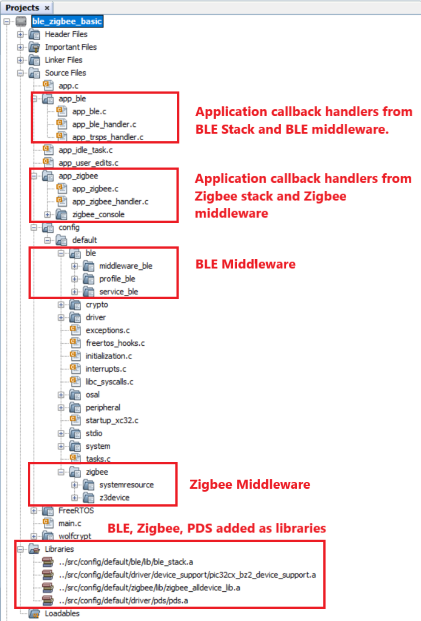 Projects ×
ble_zigbee_basic
Header Files
Important Files
Linker Files
Source Files
app.c
app_ble
app_ble.c
app_ble_handler.c
app_trsps_handler.c
Application callback handlers from
BLE Stack and BLE middleware.
app_idle_task.c
app_user_edits.c
app_zigbee
app_zigbee.c
app_zigbee_handler.c
zigbee_console
Application callback handlers from
Zigbee stack and Zigbee
middleware
config
default
ble
middleware_ble
profile_ble
service_ble
BLE Middleware
crypto
driver
exceptions.c
freertos_hooks.c
initialization.c
interrupts.c
libc_syscalls.c
osal
peripheral
startup_xc32.c
stdio
system
tasks.c
zigbee
systemresource
z3device
Zigbee Middleware
FreeRTOS
main.c
wolfcrypt
BLE, Zigbee, PDS added as libraries
Libraries
../src/config/default/ble/lib/ble_stack.a
../src/config/default/driver/device_support/pic32cx_bz2_device_support.a
../src/config/default/zigbee/lib/zigbee_alldevice_lib.a
../src/config/default/driver/pds/pds.a
Loadables